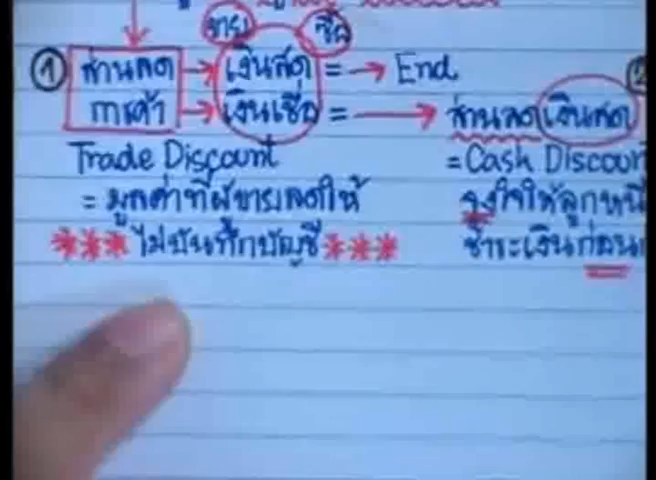 ขาย ซื้อ
① ส่วนลด → เงินสด = → End
การค้า → เงินเชื่อ = → ส่วนลด เงินสด
Trade Discount = Cash Discoun
= มูลค่าที่ผู้ขายลดให้ จูงใจให้ลูกหนี้
*** ไม่บันทึกบัญชี *** ชำระเงินก่อน